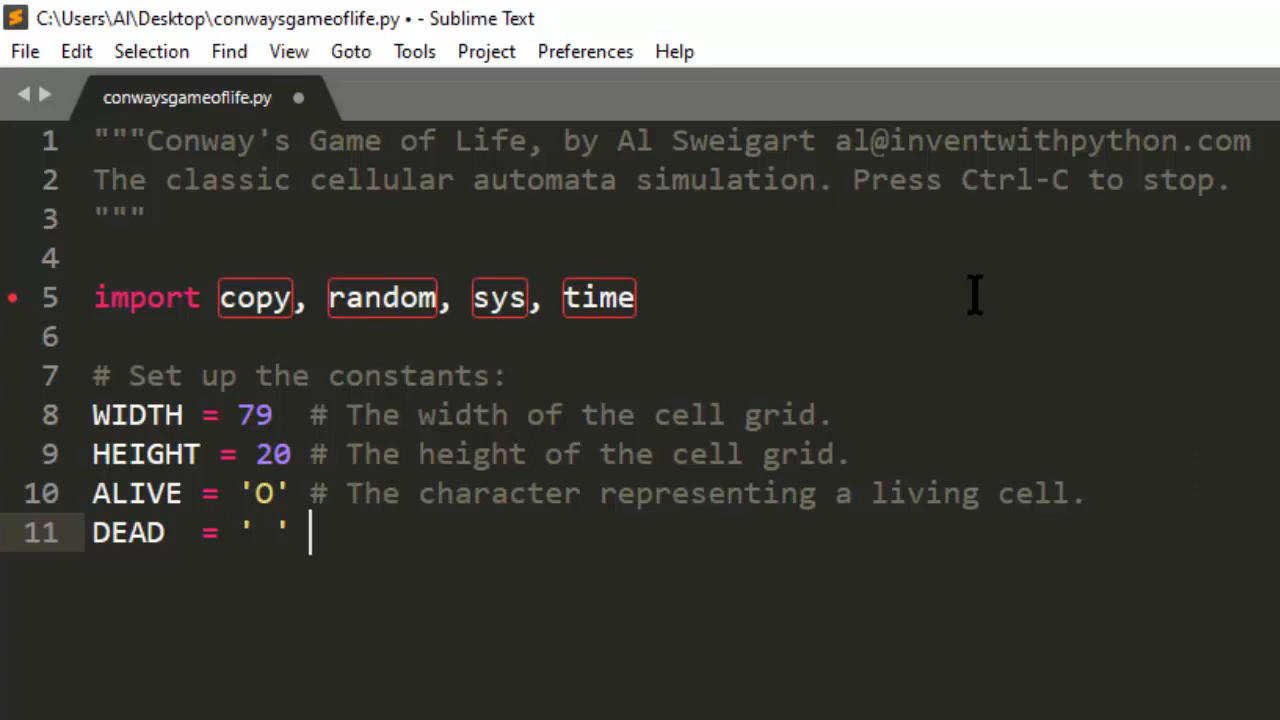 C:\Users\Al\Desktop\conwaysgameoflife.py • - Sublime Text
File Edit Selection Find View Goto Tools Project Preferences Help
conwaysgameoflife.py
1 """Conway's Game of Life, by Al Sweigart al@inventwithpython.com
2 The classic cellular automata simulation. Press Ctrl-C to stop.
3 """
4
5 import copy, random, sys, time
6
7 # Set up the constants:
8 WIDTH = 79  # The width of the cell grid.
9 HEIGHT = 20 # The height of the cell grid.
10 ALIVE = 'O' # The character representing a living cell.
11 DEAD  = ' '